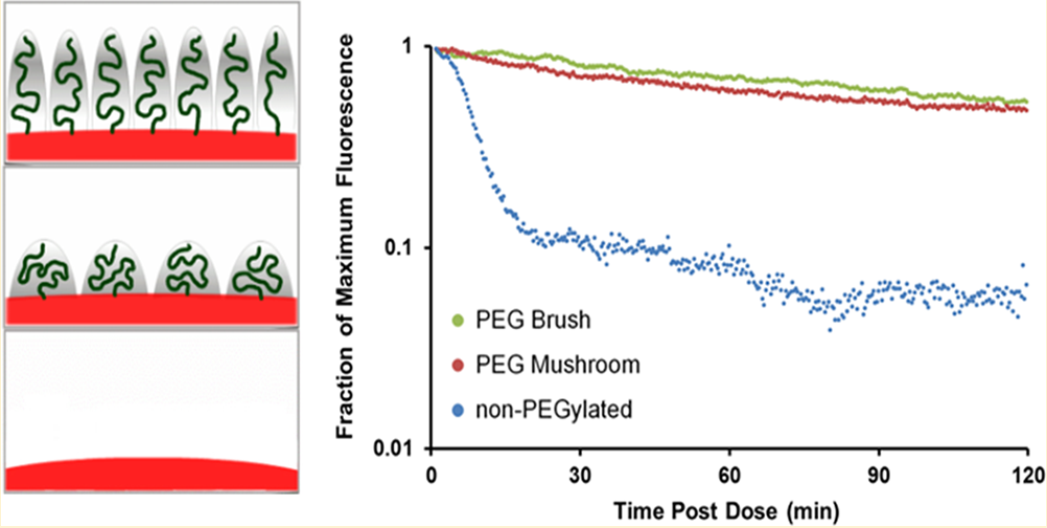 Fraction of Maximum Fluorescence
1
0.1
0.01
PEG Brush
PEG Mushroom
non-PEGylated
0 30 60 90 120
Time Post Dose (min)